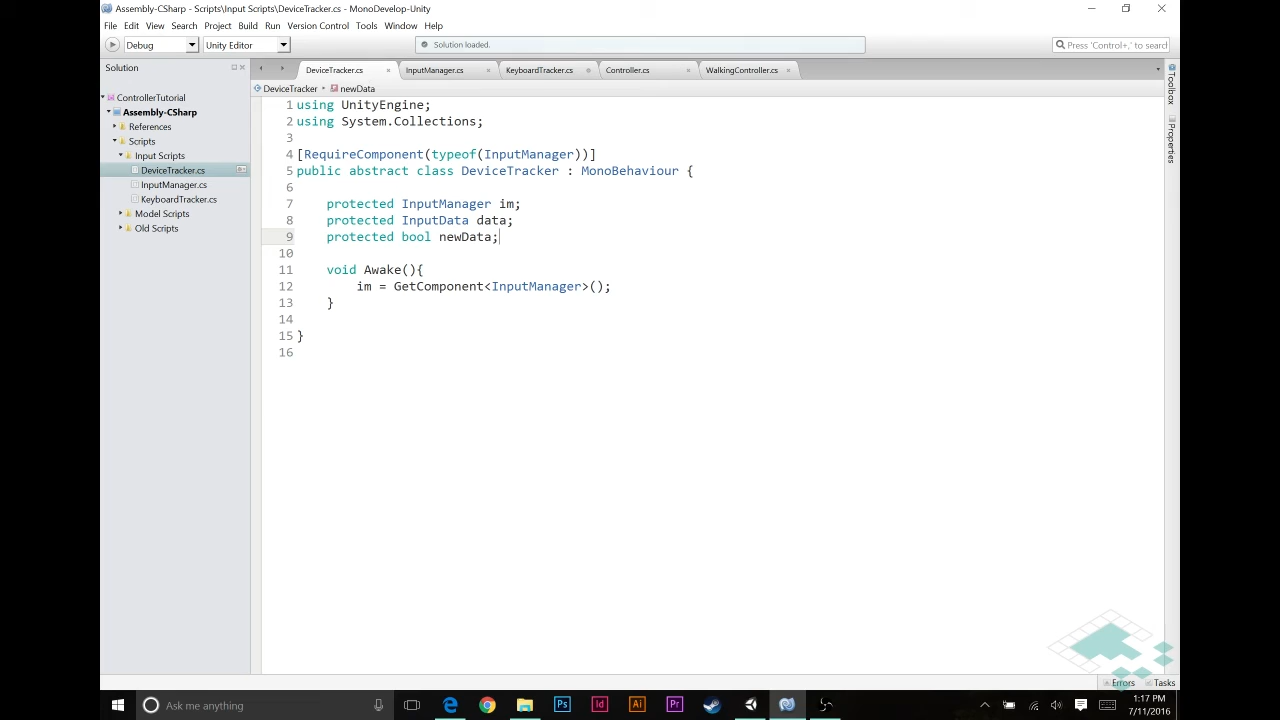 Assembly-CSharp - Scripts\Input Scripts\DeviceTracker.cs - MonoDevelop-Unity
File Edit View Search Project Build Run Version Control Tools Window Help
Debug Unity Editor Solution loaded. Press 'Control+,' to search
Solution DeviceTracker.cs InputManager.cs KeyboardTracker.cs Controller.cs WalkingController.cs
DeviceTracker newData
ControllerTutorial
Assembly-CSharp
References
Scripts
Input Scripts
DeviceTracker.cs
InputManager.cs
KeyboardTracker.cs
Model Scripts
Old Scripts
1 using UnityEngine;
2 using System.Collections;
3
4 [RequireComponent(typeof(InputManager))]
5 public abstract class DeviceTracker : MonoBehaviour {
6
7 protected InputManager im;
8 protected InputData data;
9 protected bool newData;
10
11 void Awake(){
12 im = GetComponent<InputManager>();
13 }
14
15 }
16
Toolbox
Properties
Errors Tasks
Ask me anything
Ps Id Ai Pr
1:17 PM
7/11/2016